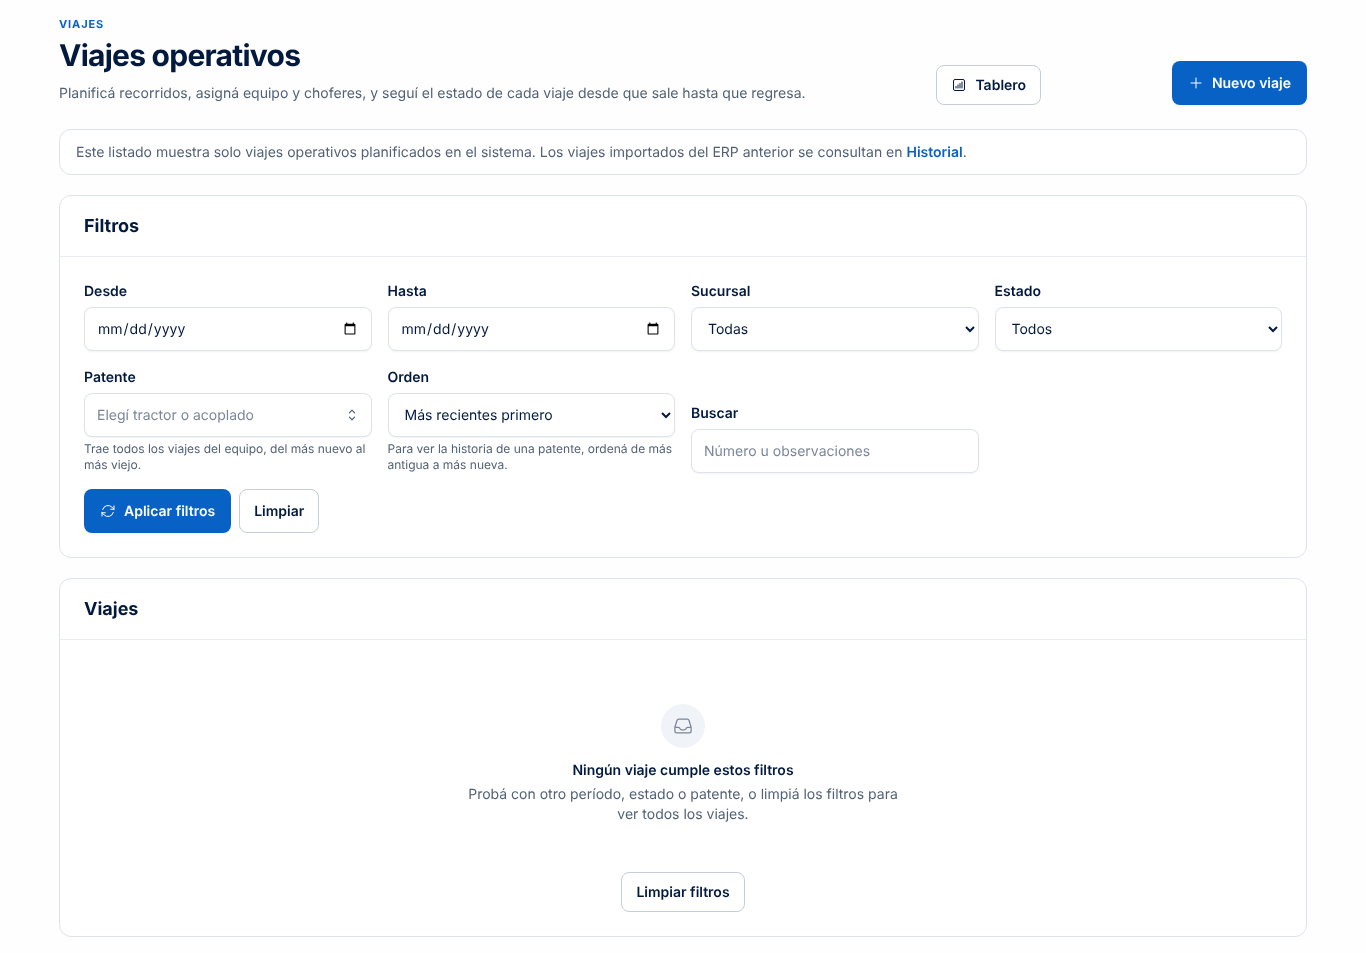 VIAJES
Viajes operativos
Planificá recorridos, asigná equipo y choferes, y seguí el estado de cada viaje desde que sale hasta que regresa.
Tablero
Nuevo viaje
Este listado muestra solo viajes operativos planificados en el sistema. Los viajes importados del ERP anterior se consultan en Historial.
Filtros
Desde
Hasta
Sucursal
Estado
mm/dd/yyyy
mm/dd/yyyy
Todas
Todos
Patente
Orden
Buscar
Elegí tractor o acoplado
Más recientes primero
Número u observaciones
Trae todos los viajes del equipo, del más nuevo al
más viejo.
Para ver la historia de una patente, ordená de más
antigua a más nueva.
Aplicar filtros
Limpiar
Viajes
Ningún viaje cumple estos filtros
Probá con otro período, estado o patente, o limpiá los filtros para
ver todos los viajes.
Limpiar filtros